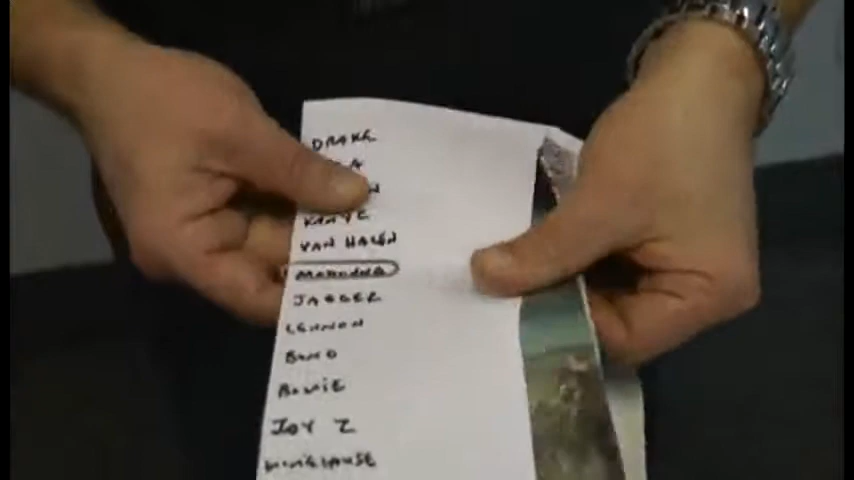 DRAKE
KANYE
VAN HALEN
MADONNA
JAGGER
LENNON
BONO
BOWIE
JAY Z
WINEHOUSE